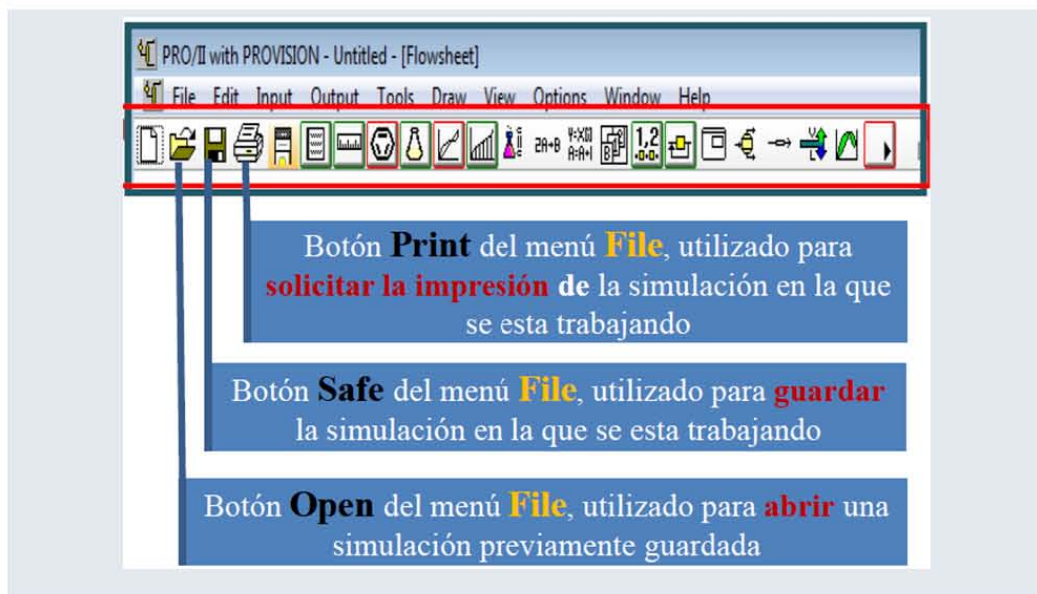 PRO/II with PROVISION - Untitled - [Flowsheet]
File Edit Input Output Tools Draw View Options Window Help
2A+B
1,2
Botón Print del menú File, utilizado para
solicitar la impresión de la simulación en la que
se esta trabajando
Botón Safe del menú File, utilizado para guardar
la simulación en la que se esta trabajando
Botón Open del menú File, utilizado para abrir una
simulación previamente guardada